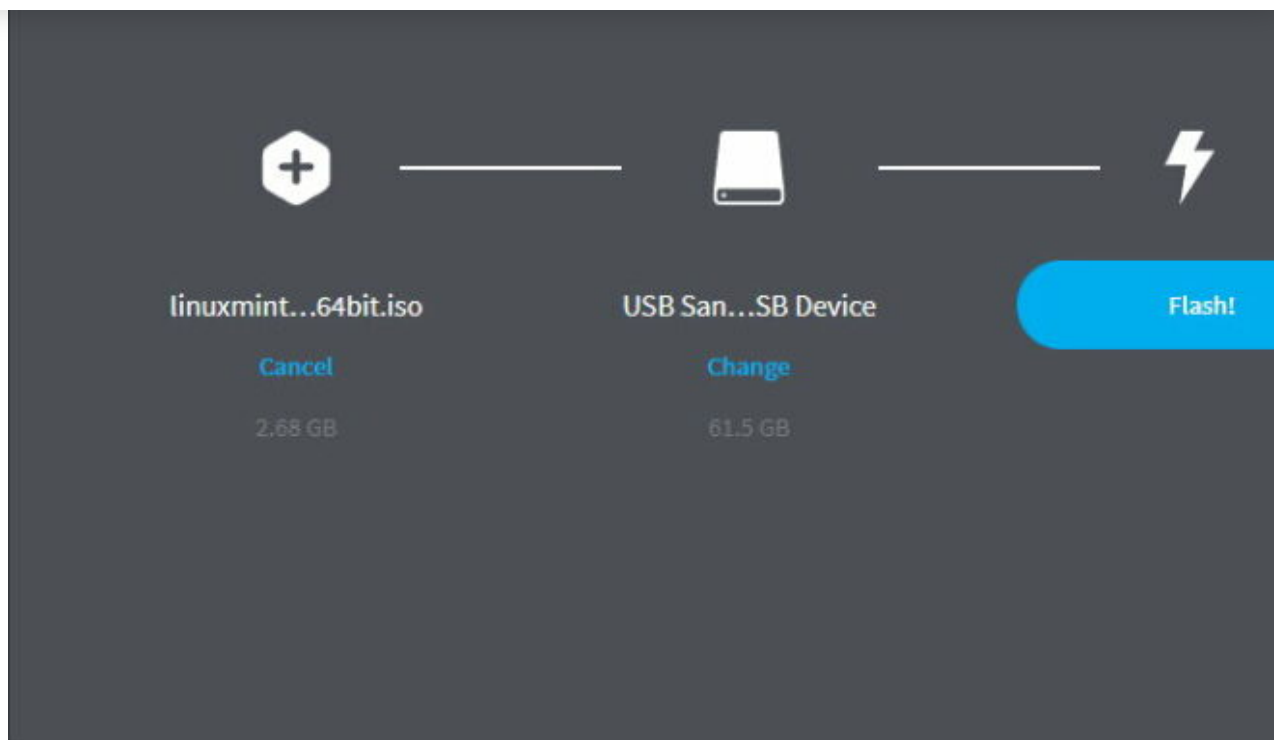 linuxmint...64bit.iso
USB San...SB Device
Flash!
Cancel
Change
2.68 GB
61.5 GB